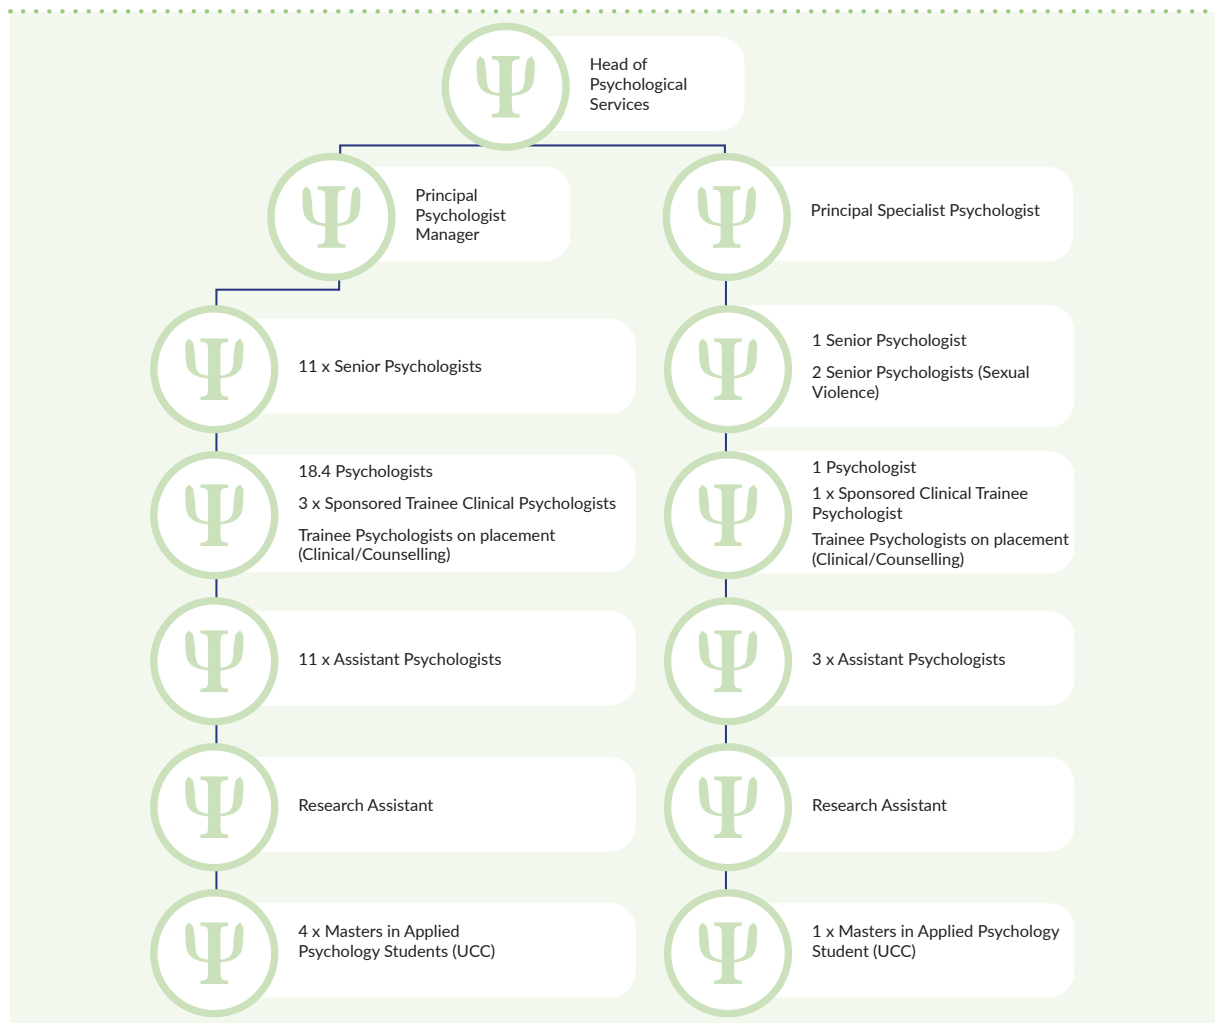 Head of
Psychological
Services
Principal
Psychologist
Manager
Principal Specialist Psychologist
11 x Senior Psychologists
1 Senior Psychologist
2 Senior Psychologists (Sexual
Violence)
18.4 Psychologists
3 x Sponsored Trainee Clinical Psychologists
Trainee Psychologists on placement
(Clinical/Counselling)
1 Psychologist
1 x Sponsored Clinical Trainee
Psychologist
Trainee Psychologists on placement
(Clinical/Counselling)
11 x Assistant Psychologists
3 x Assistant Psychologists
Research Assistant
Research Assistant
4 x Masters in Applied
Psychology Students (UCC)
1 x Masters in Applied Psychology
Student (UCC)